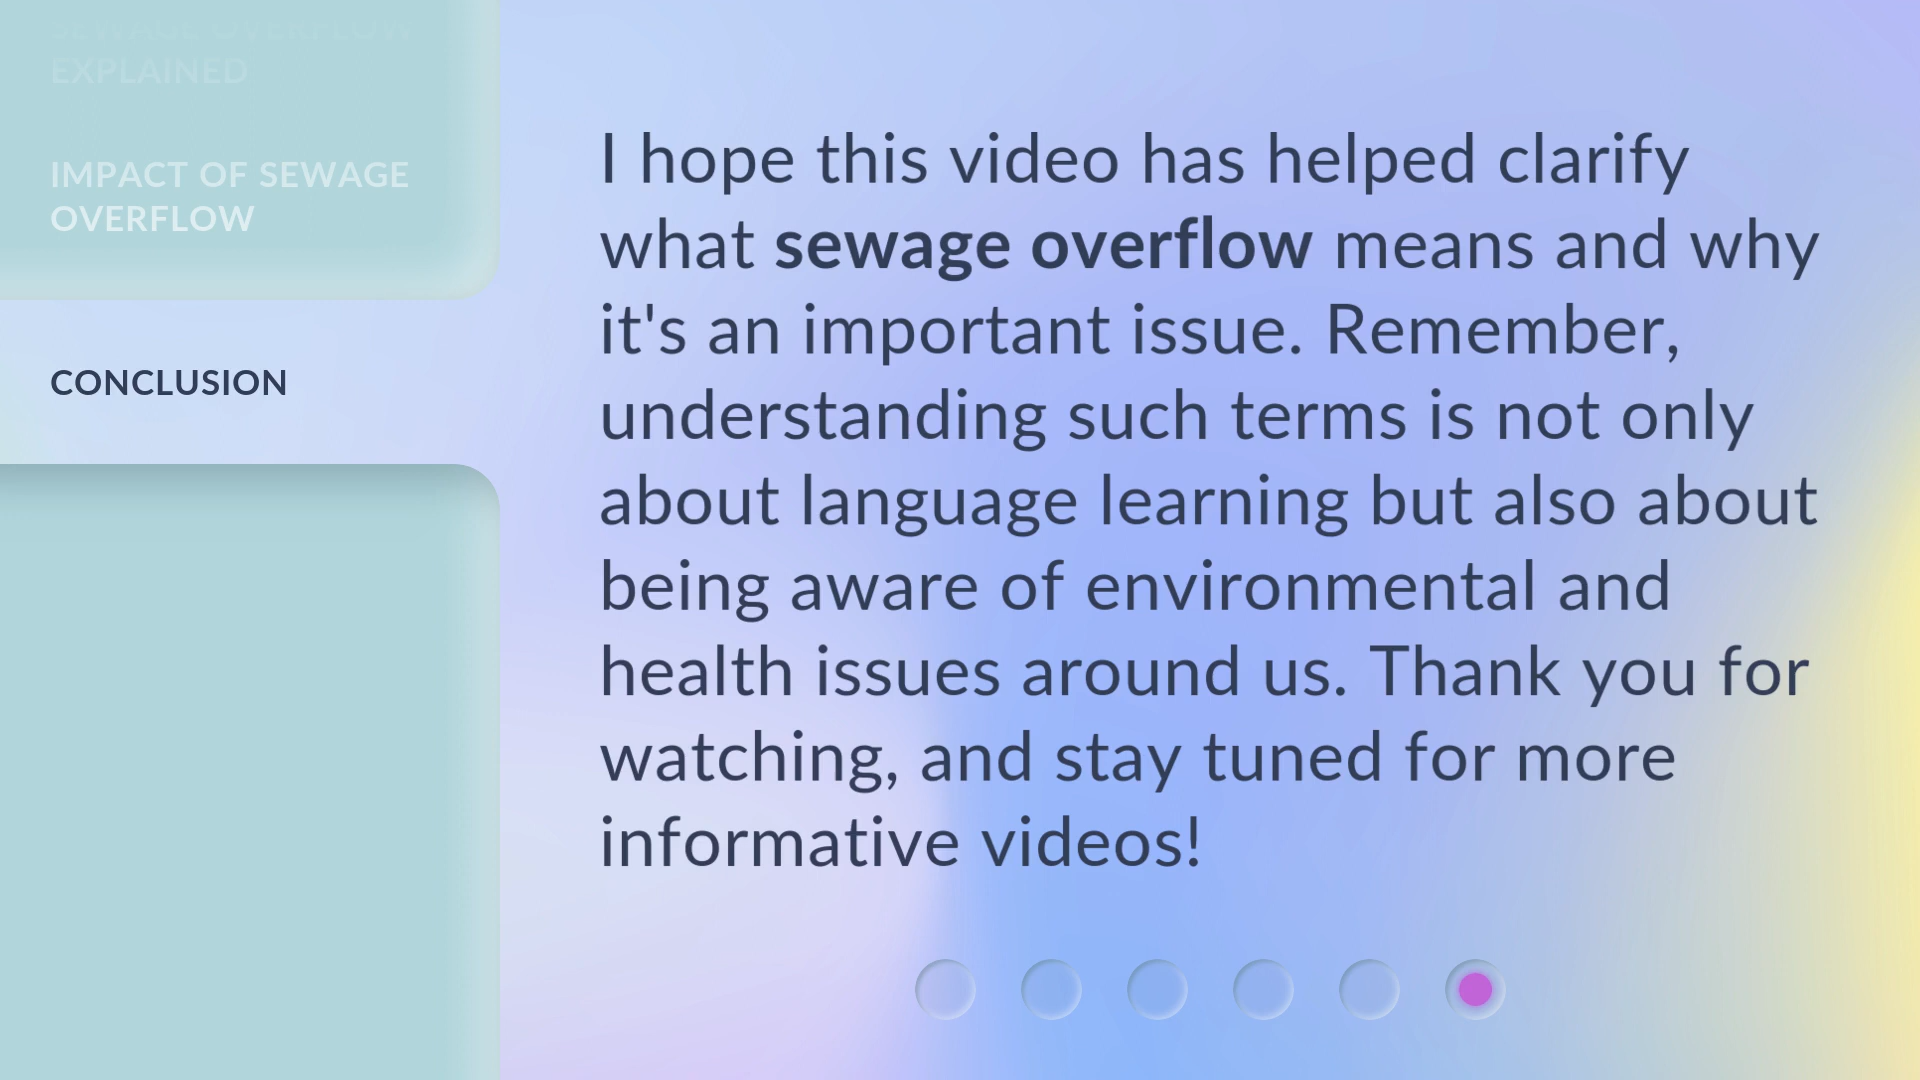 SEWAGE OVERFLOW
EXPLAINED
IMPACT OF SEWAGE
OVERFLOW
CONCLUSION
I hope this video has helped clarify
what sewage overflow means and why
it's an important issue. Remember,
understanding such terms is not only
about language learning but also about
being aware of environmental and
health issues around us. Thank you for
watching, and stay tuned for more
informative videos!